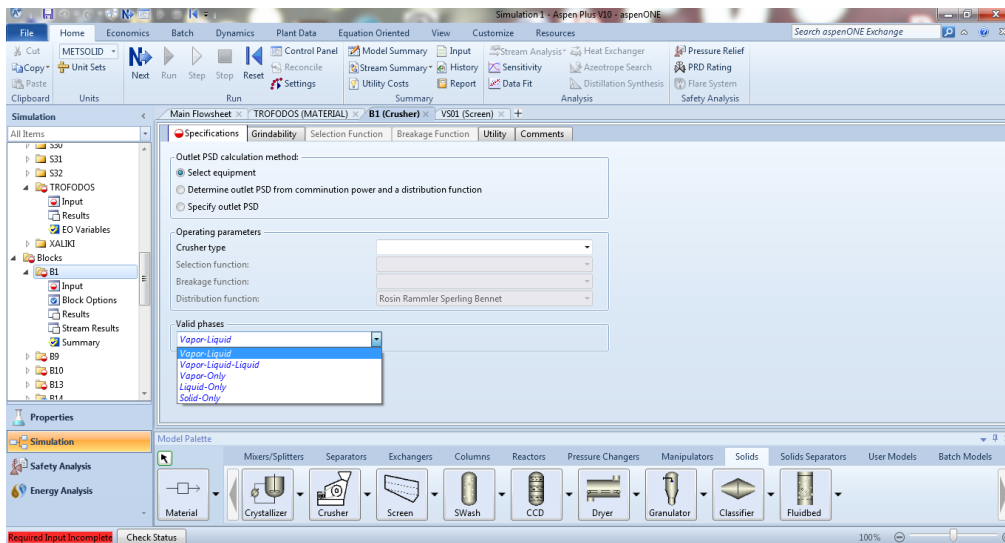 Simulation 1 - Aspen Plus V10 - aspenONE
File Home Economics Batch Dynamics Plant Data Equation Oriented View Customize Resources Search aspenONE Exchange
Cut METSOLID Control Panel Model Summary Input Stream Analysis Heat Exchanger Pressure Relief
Copy Unit Sets Next Run Step Stop Reset Reconcile Stream Summary History Sensitivity Azeotrope Search PRD Rating
Paste Settings Utility Costs Report Data Fit Distillation Synthesis Flare System
Clipboard Units Run Summary Analysis Safety Analysis
Simulation < Main Flowsheet × TROFODOS (MATERIAL) × B1 (Crusher) × VS01 (Screen) × +
All Items
S30
S31
S32
TROFODOS
Input
Results
EO Variables
XALIKI
Blocks
B1
Input
Block Options
Results
Stream Results
Summary
B9
B10
B13
B14
Properties
Simulation
Safety Analysis
Energy Analysis
Specifications Grindability Selection Function Breakage Function Utility Comments
Outlet PSD calculation method:
Select equipment
Determine outlet PSD from comminution power and a distribution function
Specify outlet PSD
Operating parameters
Crusher type
Selection function:
Breakage function:
Distribution function: Rosin Rammler Sperling Bennet
Valid phases
Vapor-Liquid
Vapor-Liquid
Vapor-Liquid-Liquid
Vapor-Only
Liquid-Only
Solid-Only
Model Palette
Mixers/Splitters Separators Exchangers Columns Reactors Pressure Changers Manipulators Solids Solids Separators User Models Batch Models
Material Crystallizer Crusher Screen SWash CCD Dryer Granulator Classifier Fluidbed
Required Input Incomplete Check Status 100%